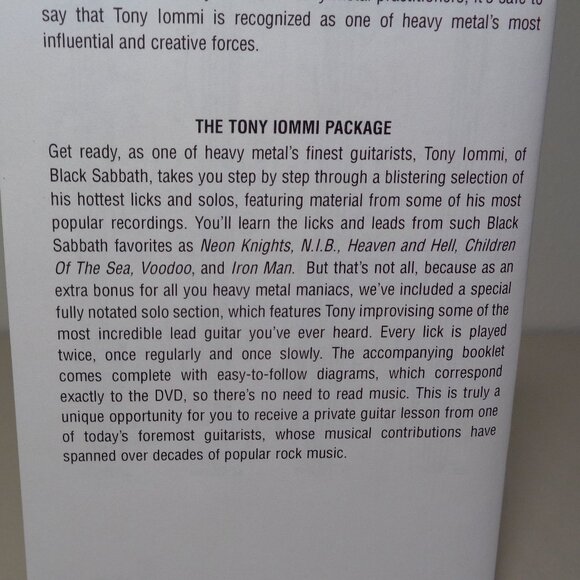 metal practitioners, it's safe to
say that Tony Iommi is recognized as one of heavy metal's most
influential and creative forces.
THE TONY IOMMI PACKAGE
Get ready, as one of heavy metal's finest guitarists, Tony Iommi, of
Black Sabbath, takes you step by step through a blistering selection of
his hottest licks and solos, featuring material from some of his most
popular recordings. You'll learn the licks and leads from such Black
Sabbath favorites as Neon Knights, N.I.B., Heaven and Hell, Children
Of The Sea, Voodoo, and Iron Man. But that's not all, because as an
extra bonus for all you heavy metal maniacs, we've included a special
fully notated solo section, which features Tony improvising some of the
most incredible lead guitar you've ever heard. Every lick is played
twice, once regularly and once slowly. The accompanying booklet
comes complete with easy-to-follow diagrams, which correspond
exactly to the DVD, so there's no need to read music. This is truly a
unique opportunity for you to receive a private guitar lesson from one
of today's foremost guitarists, whose musical contributions have
spanned over decades of popular rock music.